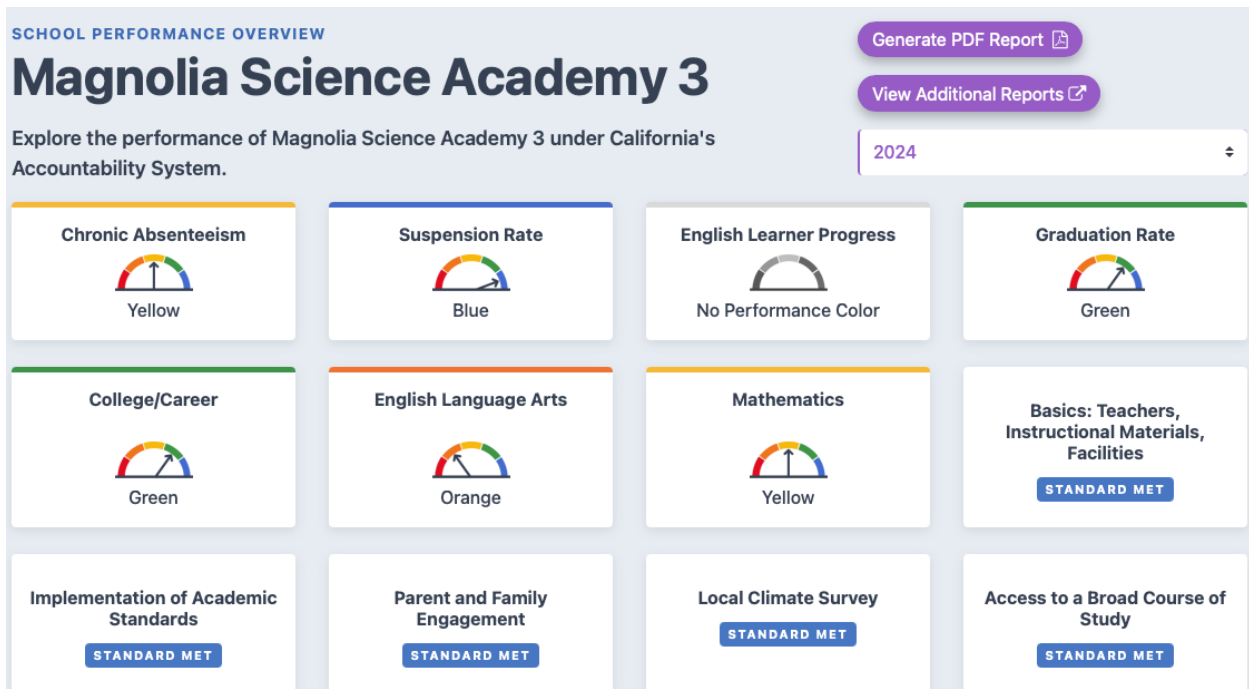 SCHOOL PERFORMANCE OVERVIEW
Generate PDF Report
Magnolia Science Academy 3
View Additional Reports
Explore the performance of Magnolia Science Academy 3 under California's
Accountability System.
2024
Chronic Absenteeism
Yellow
Suspension Rate
Blue
English Learner Progress
No Performance Color
Graduation Rate
Green
College/Career
Green
English Language Arts
Orange
Mathematics
Yellow
Basics: Teachers,
Instructional Materials,
Facilities
STANDARD MET
Implementation of Academic
Standards
STANDARD MET
Parent and Family
Engagement
STANDARD MET
Local Climate Survey
STANDARD MET
Access to a Broad Course of
Study
STANDARD MET